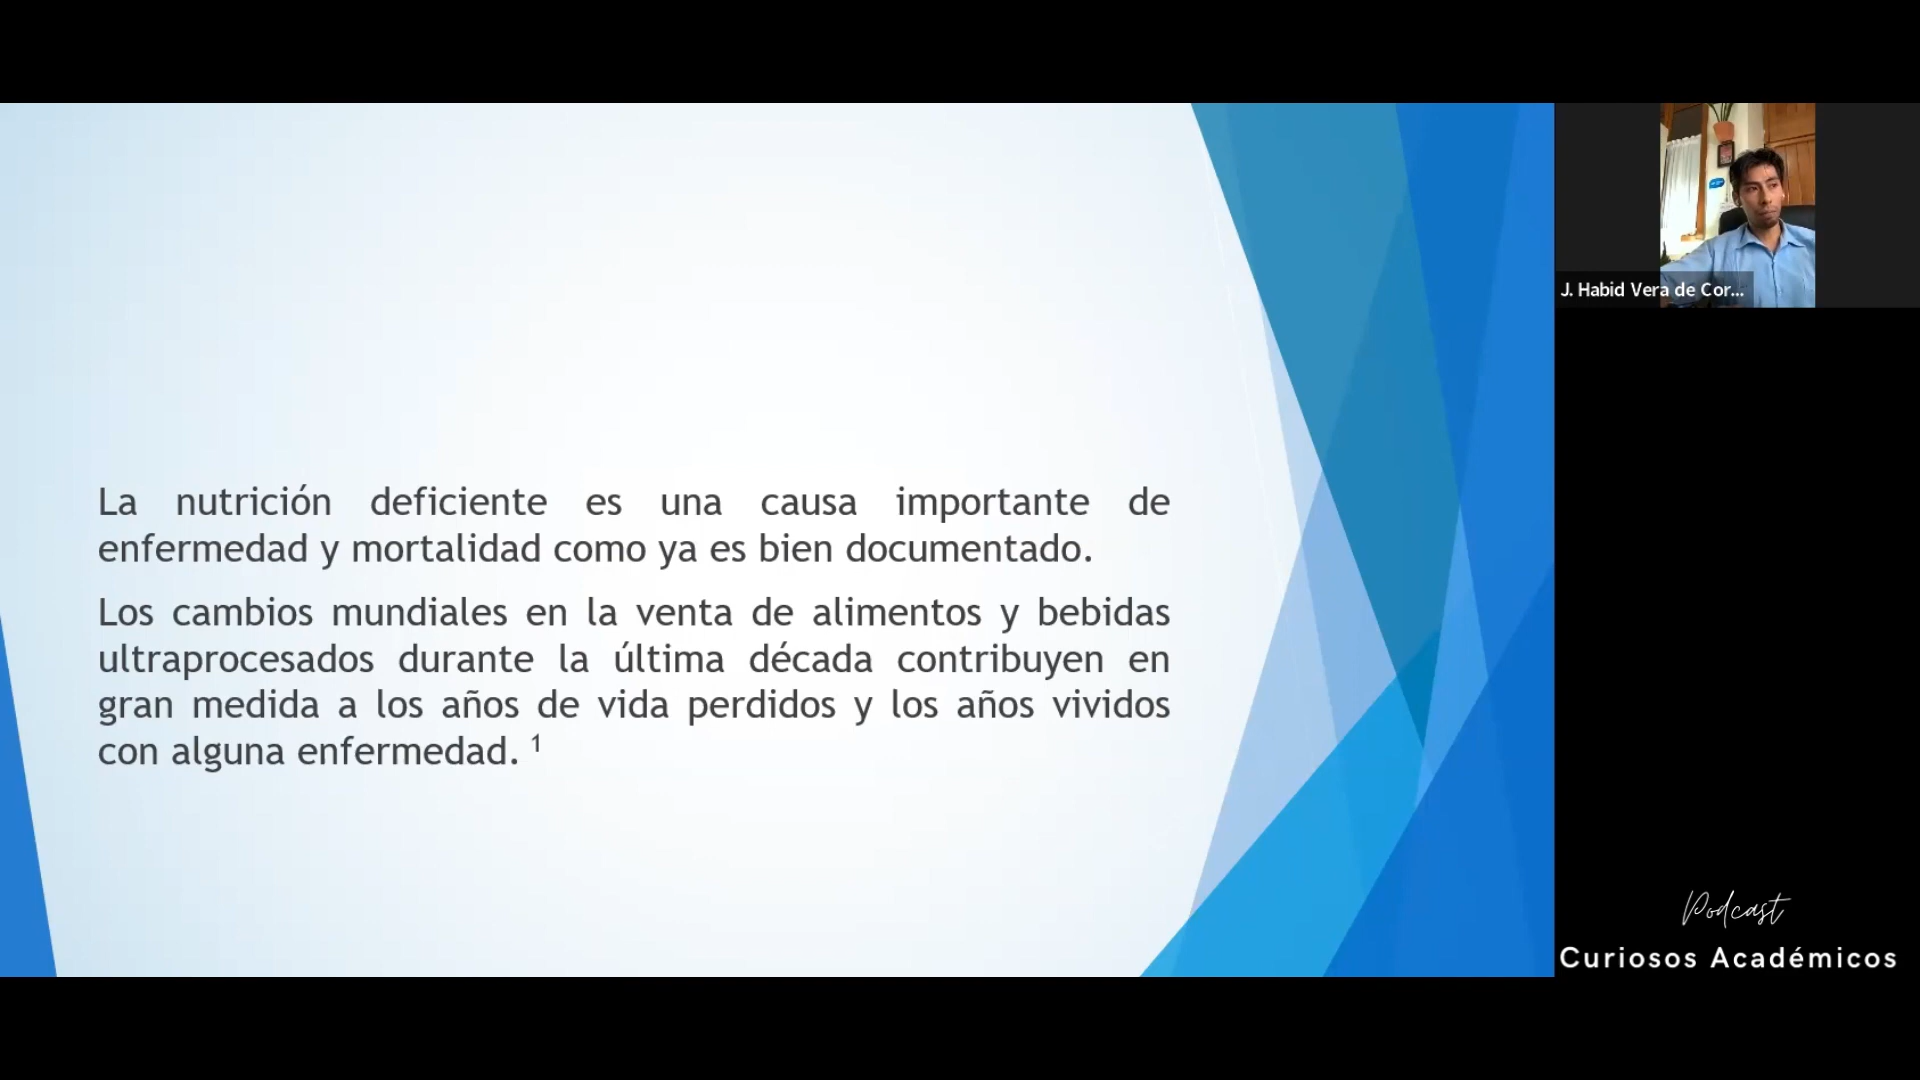 La nutrición deficiente es una causa importante de
enfermedad y mortalidad como ya es bien documentado.
Los cambios mundiales en la venta de alimentos y bebidas
ultraprocesados durante la última década contribuyen en
gran medida a los años de vida perdidos y los años vividos
con alguna enfermedad. ¹
J. Habid Vera de Cor...
Podcast
Curiosos Académicos